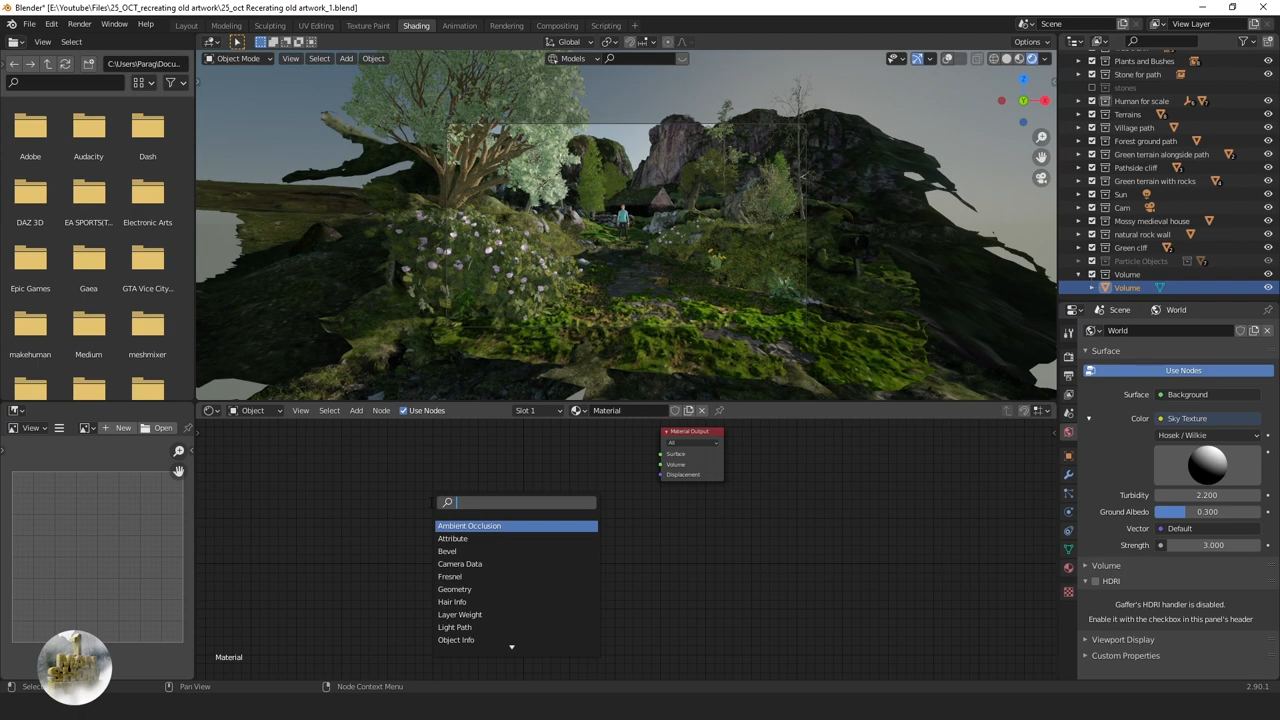 Blender* [E:\Youtube\Files\25_OCT_recreating old artwork\25_oct Recerating old artwork_1.blend]
File Edit Render Window Help Layout Modeling Sculpting UV Editing Texture Paint Shading Animation Rendering Compositing Scripting Scene View Layer
View Select Global Options
C:\Users\Parag\Docu... Object Mode View Select Add Object Models
Plants and Bushes
Stone for path
stones
Human for scale
Terrains
Village path
Forest ground path
Green terrain alongside path
Pathside cliff
Green terrain with rocks
Sun
Cam
Mossy medieval house
natural rock wall
Green cliff
Particle Objects
Volume
Volume
Adobe Audacity Dash
DAZ 3D EA SPORTS(T... Electronic Arts
Epic Games Gaea GTA Vice City...
makehuman Medium meshmixer
Scene World
World
Surface
Use Nodes
Surface Background
Color Sky Texture
Hosek / Wilkie
Turbidity 2.200
Ground Albedo 0.300
Vector Default
Strength 3.000
Volume
HDRI
Gaffer's HDRI handler is disabled.
Enable it with the checkbox in this panel's header
Viewport Display
Custom Properties
Object View Select Add Node Use Nodes Slot 1 Material
View New Open
Material Output
All
Surface
Volume
Displacement
Ambient Occlusion
Attribute
Bevel
Camera Data
Fresnel
Geometry
Hair Info
Layer Weight
Light Path
Object Info
Material
Select Pan View Node Context Menu 2.90.1